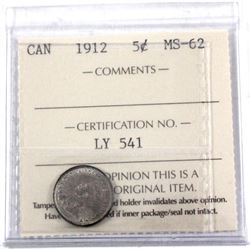 CAN 1912 5¢ MS-62
— COMMENTS —
— CERTIFICATION NO. —
LY 541
OPINION THIS IS A
ORIGINAL ITEM.
holder invalidates above opinion.
if inner package/seal not intact.